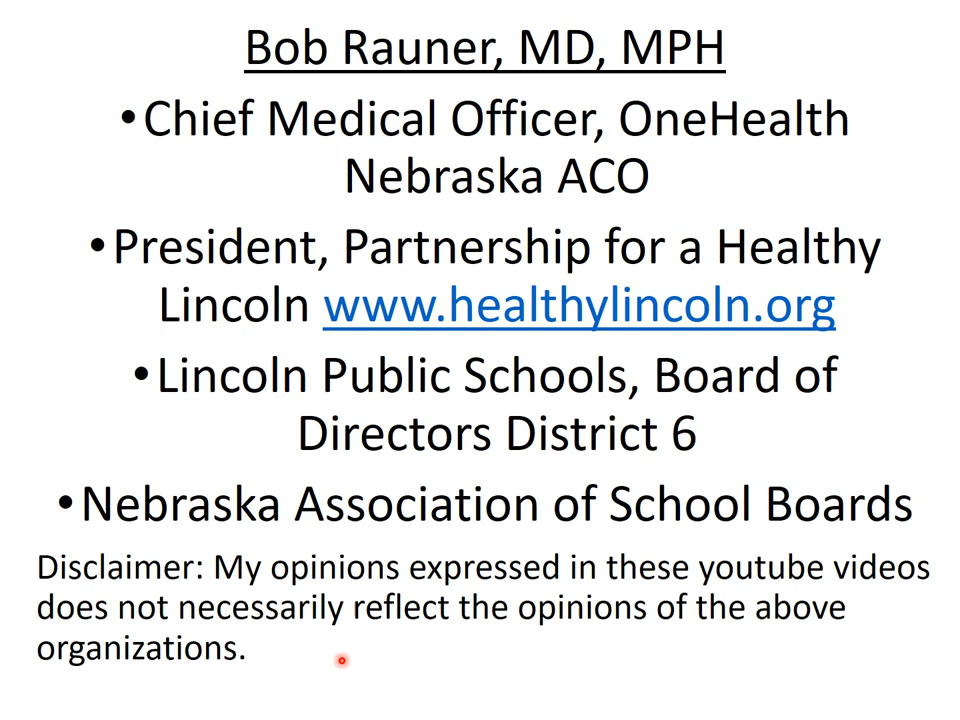 Bob Rauner, MD, MPH
•Chief Medical Officer, OneHealth
Nebraska ACO
•President, Partnership for a Healthy
Lincoln www.healthylincoln.org
•Lincoln Public Schools, Board of
Directors District 6
•Nebraska Association of School Boards
Disclaimer: My opinions expressed in these youtube videos
does not necessarily reflect the opinions of the above
organizations.